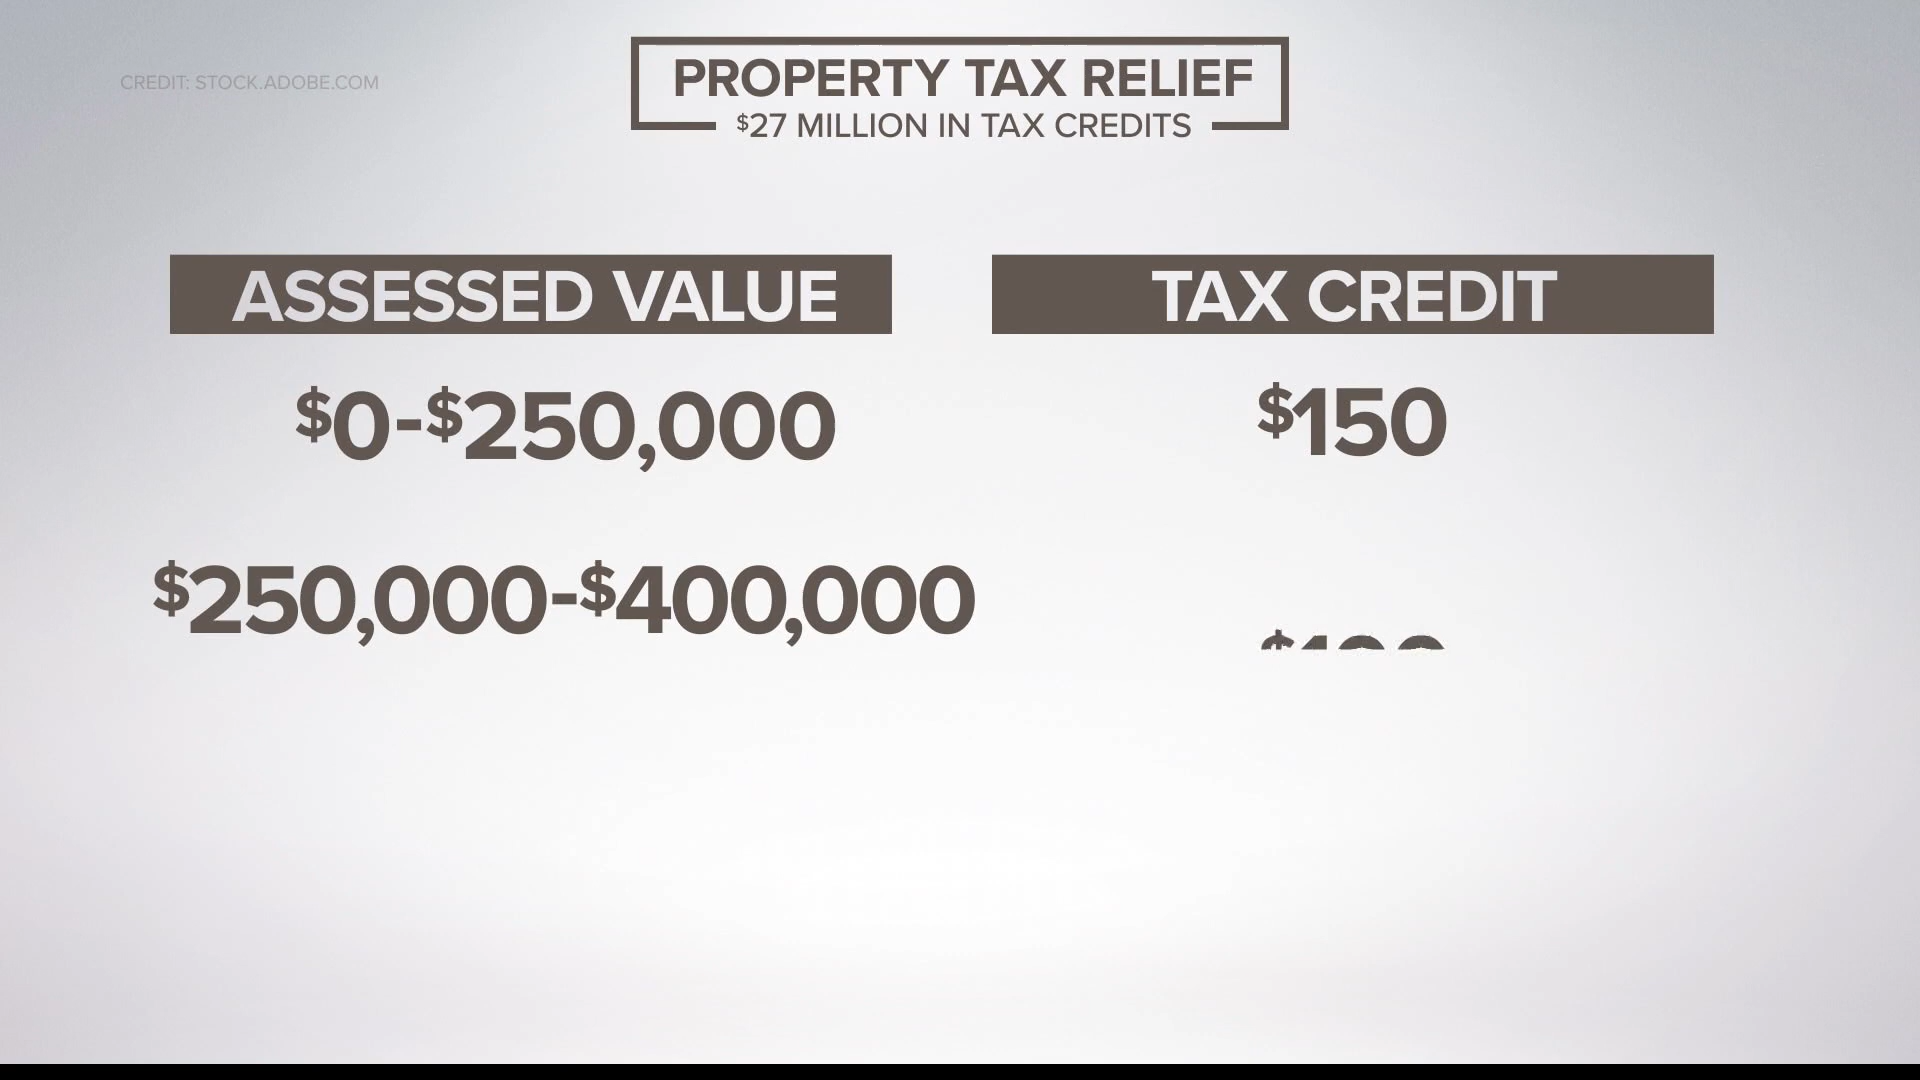 CREDIT: STOCK.ADOBE.COM
PROPERTY TAX RELIEF
$27 MILLION IN TAX CREDITS
ASSESSED VALUE
TAX CREDIT
$0-$250,000
$150
$250,000-$400,000